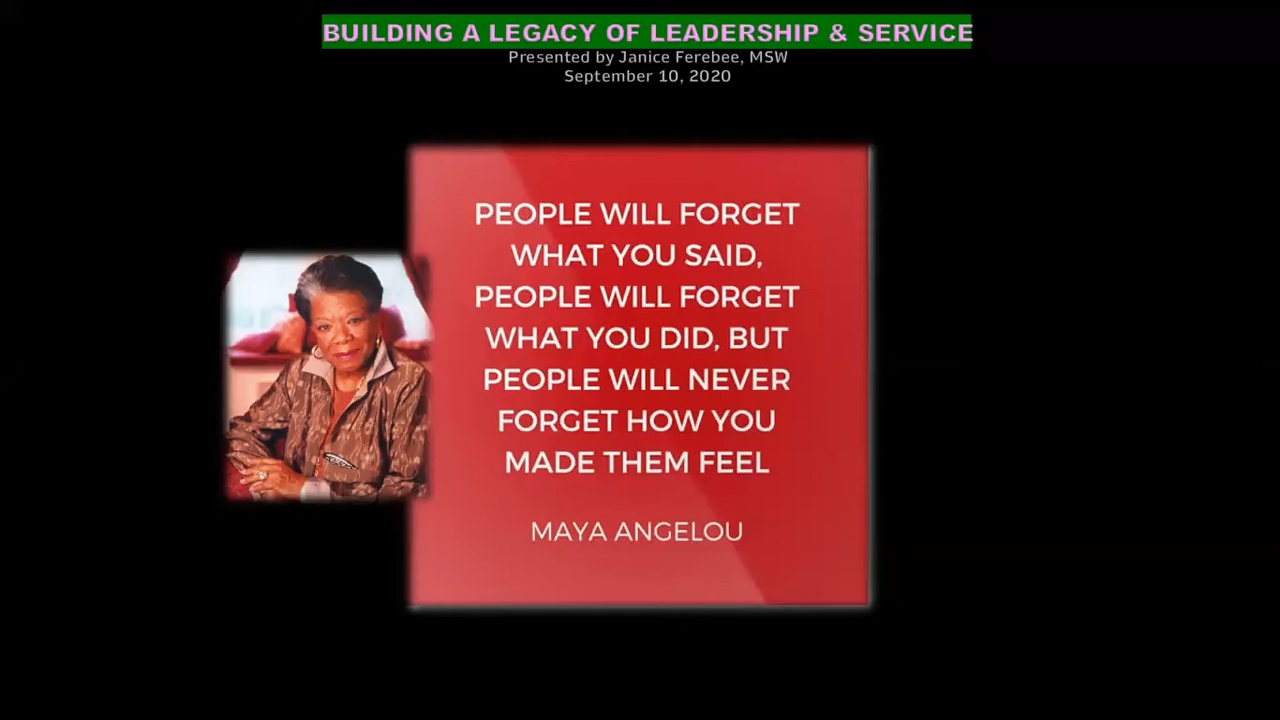 BUILDING A LEGACY OF LEADERSHIP & SERVICE
Presented by Janice Ferebee, MSW
September 10, 2020
PEOPLE WILL FORGET
WHAT YOU SAID,
PEOPLE WILL FORGET
WHAT YOU DID, BUT
PEOPLE WILL NEVER
FORGET HOW YOU
MADE THEM FEEL
MAYA ANGELOU